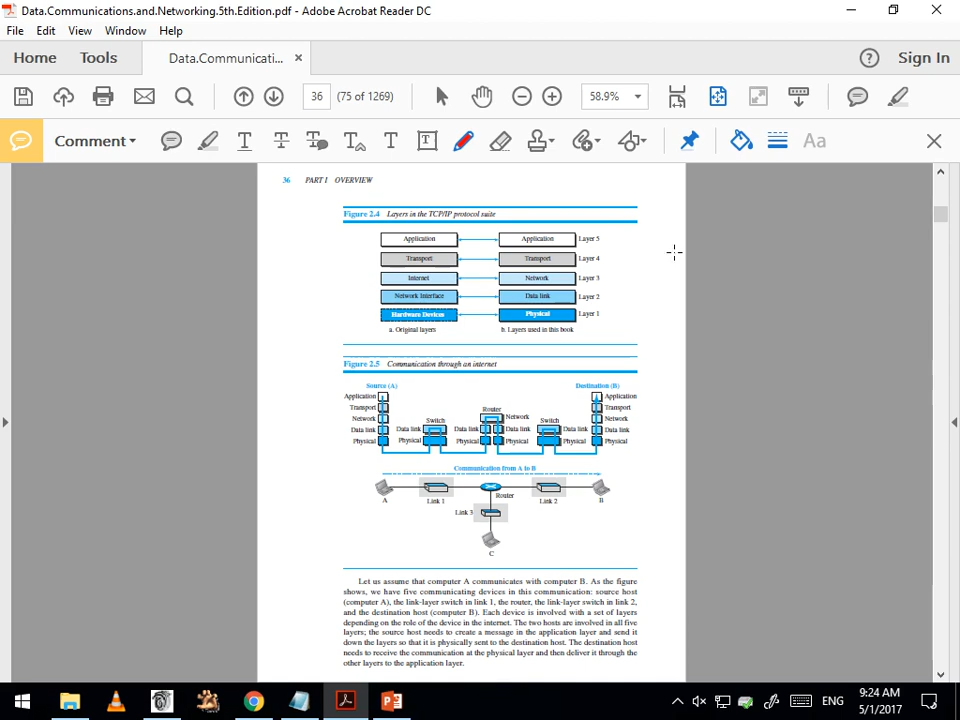 Data.Communications.and.Networking.5th.Edition.pdf - Adobe Acrobat Reader DC
File Edit View Window Help
Home Tools Data.Communicati... × Sign In
36 (75 of 1269) 58.9%
Comment Aa
36 PART I OVERVIEW
Figure 2.4 Layers in the TCP/IP protocol suite
Application Application Layer 5
Transport Transport Layer 4
Internet Network Layer 3
Network Interface Data link Layer 2
Hardware Devices Physical Layer 1
a. Original layers b. Layers used in this book
Figure 2.5 Communication through an internet
Source (A) Destination (B)
Application Application
Transport Router Transport
Network Switch Network Switch Network
Data link Data link Data link Data link Data link Data link
Physical Physical Physical Physical Physical Physical
Communication from A to B
A Link 1 Router Link 2 B
Link 3
C
Let us assume that computer A communicates with computer B. As the figure
shows, we have five communicating devices in this communication: source host
(computer A), the link-layer switch in link 1, the router, the link-layer switch in link 2,
and the destination host (computer B). Each device is involved with a set of layers
depending on the role of the device in the internet. The two hosts are involved in all five
layers; the source host needs to create a message in the application layer and send it
down the layers so that it is physically sent to the destination host. The destination host
needs to receive the communication at the physical layer and then deliver it through the
other layers to the application layer.
ENG
9:24 AM
5/1/2017